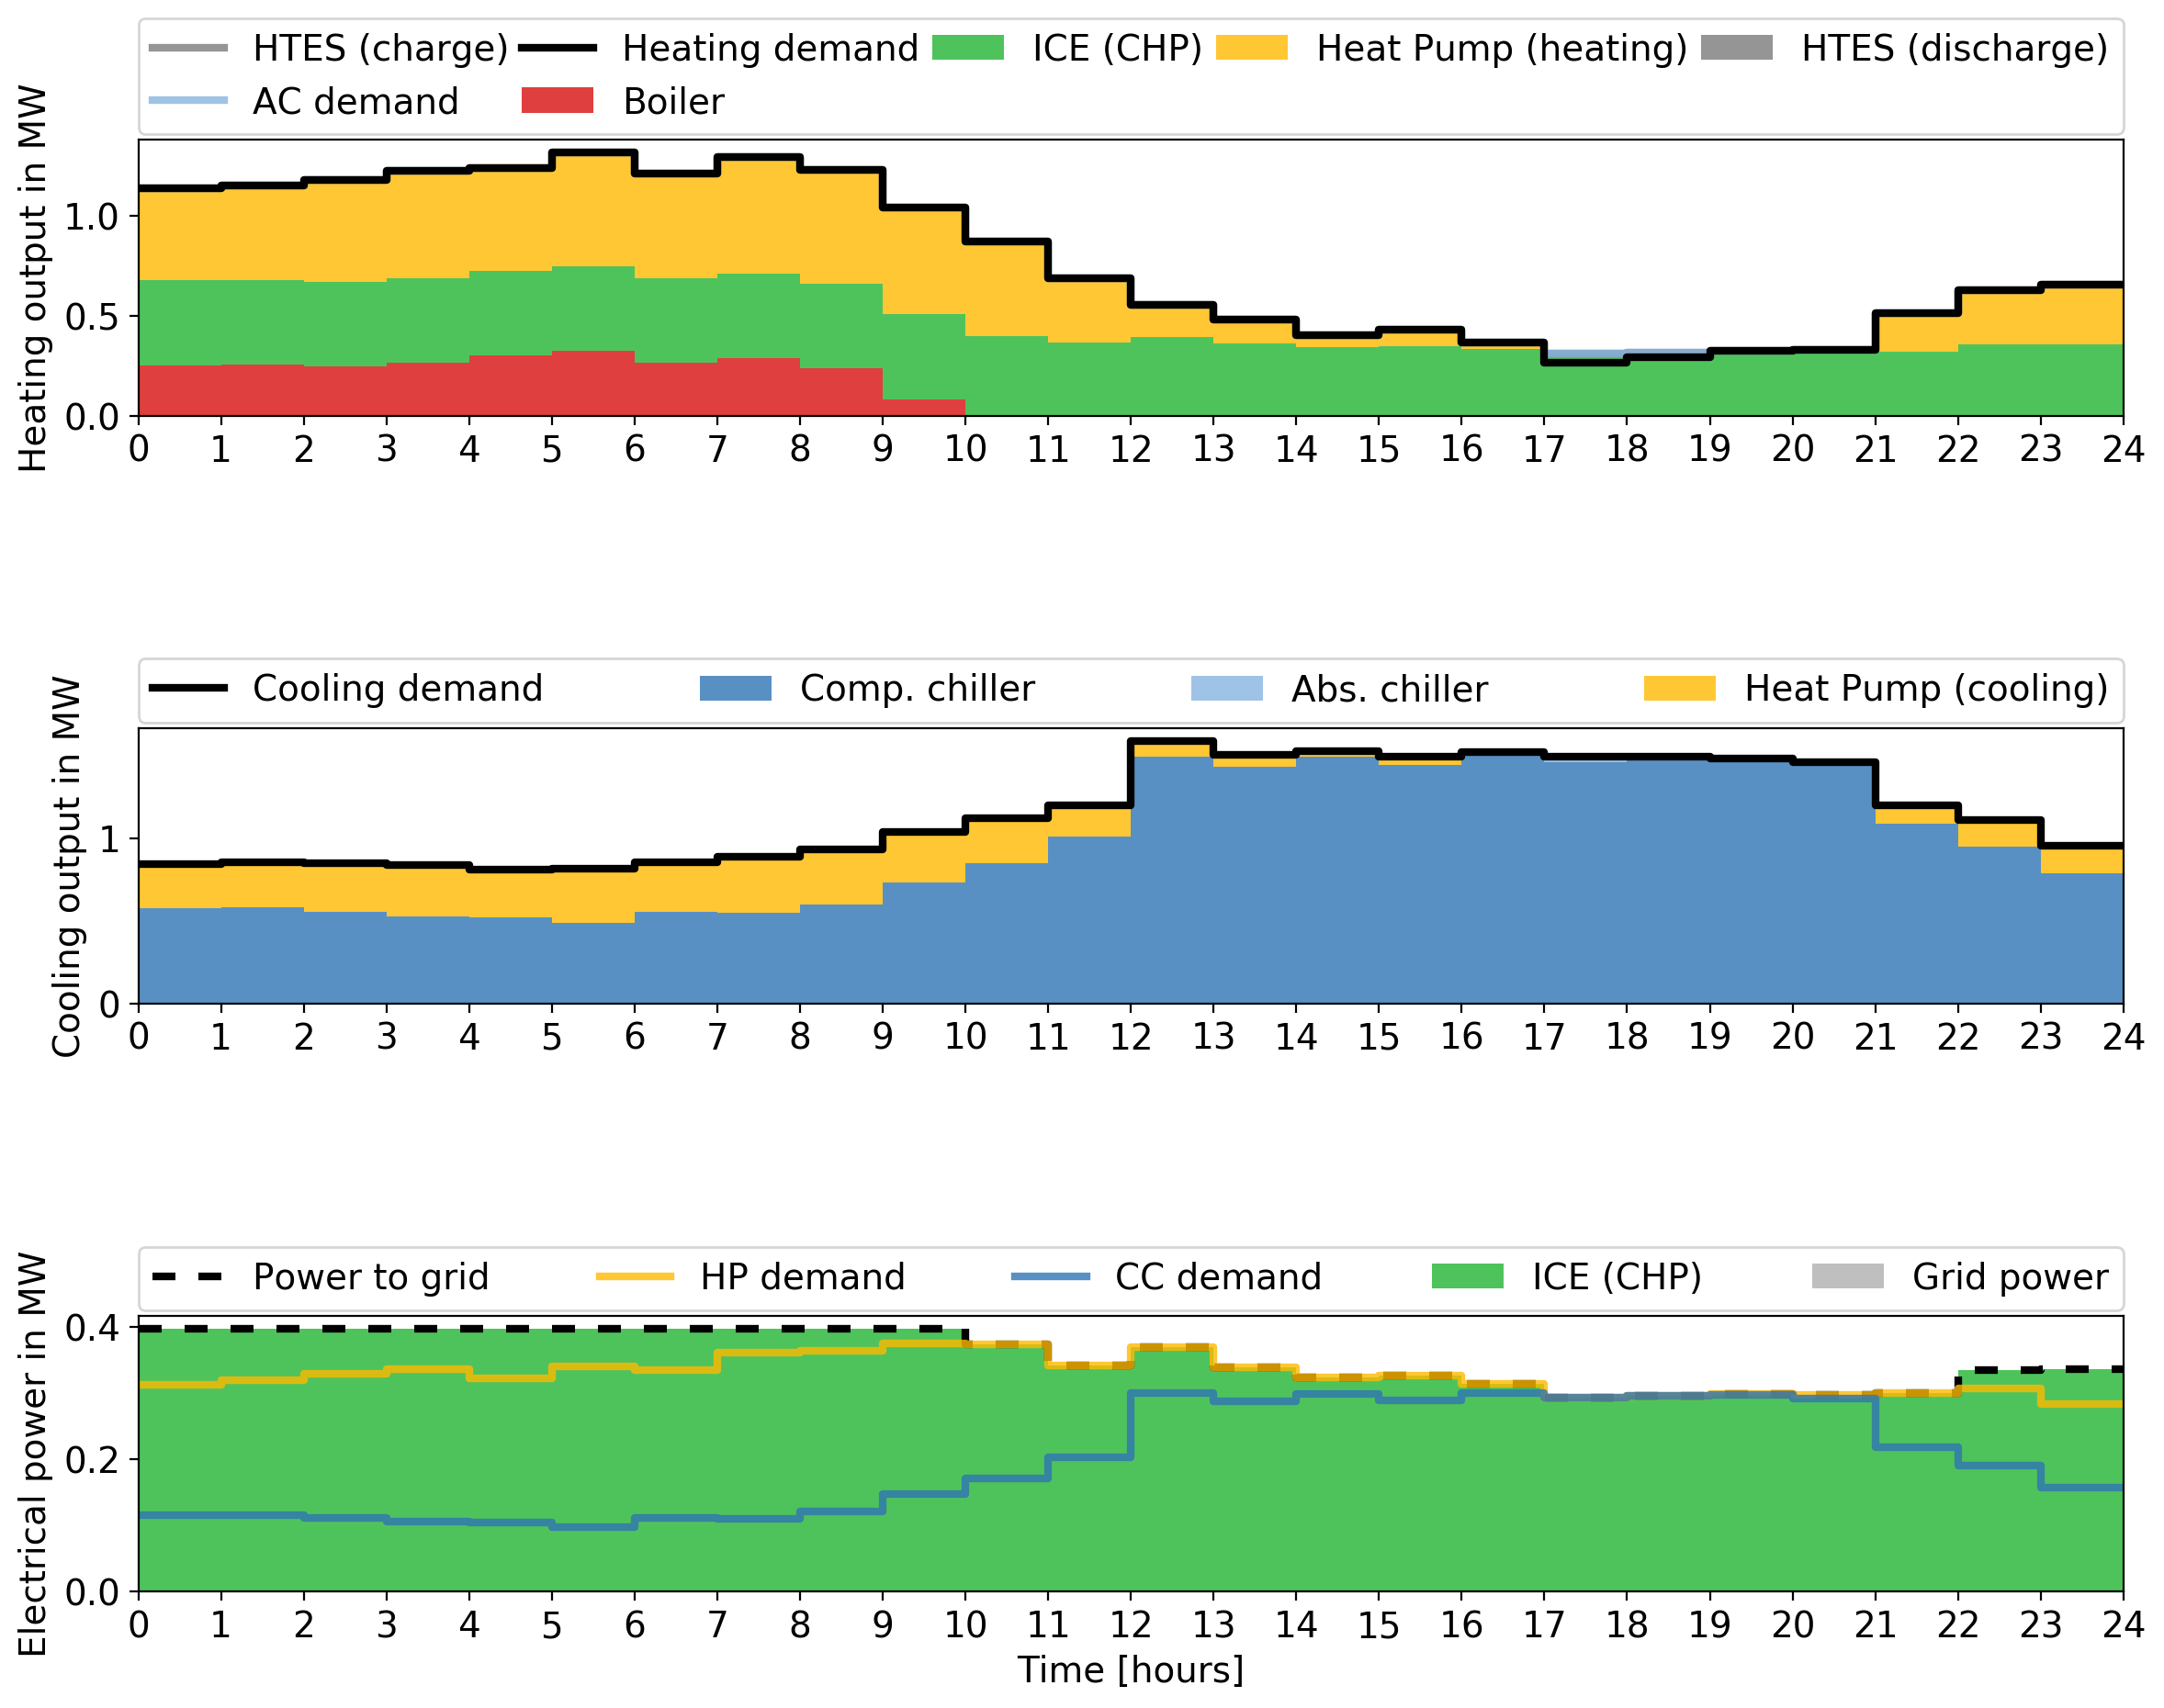 HTES (charge) Heating demand ICE (CHP) Heat Pump (heating) HTES (discharge)
AC demand Boiler
Heating output in MW
1.0
0.5
0.0
0 1 2 3 4 5 6 7 8 9 10 11 12 13 14 15 16 17 18 19 20 21 22 23 24
Cooling demand Comp. chiller Abs. chiller Heat Pump (cooling)
Cooling output in MW
1
0
0 1 2 3 4 5 6 7 8 9 10 11 12 13 14 15 16 17 18 19 20 21 22 23 24
Power to grid HP demand CC demand ICE (CHP) Grid power
Electrical power in MW
0.4
0.2
0.0
0 1 2 3 4 5 6 7 8 9 10 11 12 13 14 15 16 17 18 19 20 21 22 23 24
Time [hours]